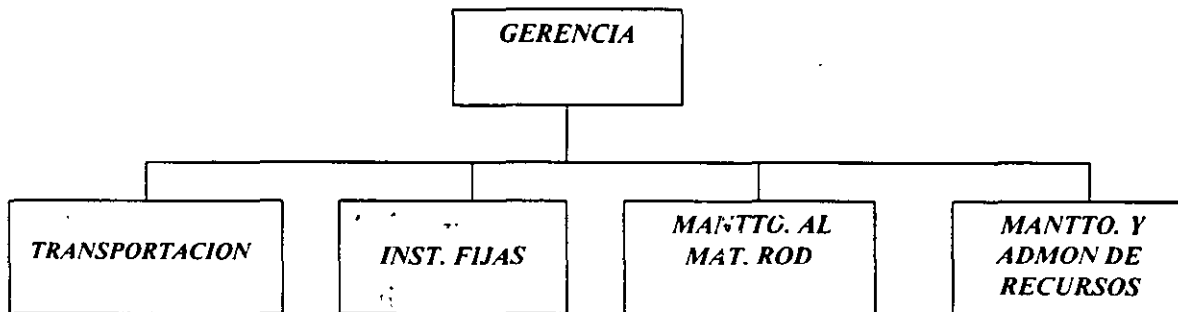 GERENCIA
TRANSPORTACION
INST. FIJAS
MANTTO. AL
MAT. ROD
MANTTO. Y
ADMON DE
RECURSOS